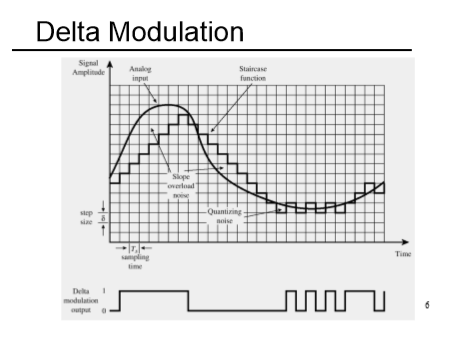 Delta Modulation
Signal
Amplitude
Analog
input
Staircase
function
Slope
overload
noise
step
size
δ
Quantizing
noise
Ts
sampling
time
Time
Delta
modulation
output
1
0
6